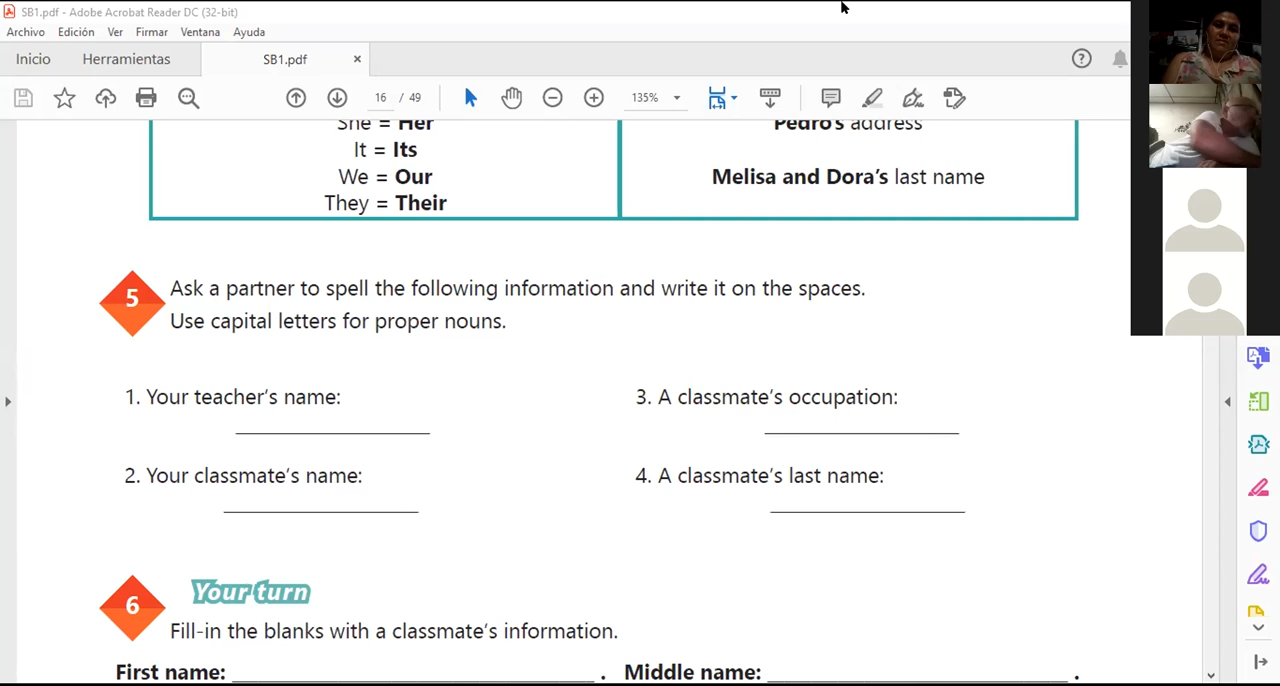 SB1.pdf - Adobe Acrobat Reader DC (32-bit)
Archivo Edición Ver Firmar Ventana Ayuda
Inicio Herramientas SB1.pdf ×
16 / 49 135%
She = Her
It = Its
We = Our
They = Their
Pedro's address
Melisa and Dora's last name
5 Ask a partner to spell the following information and write it on the spaces.
Use capital letters for proper nouns.
1. Your teacher's name:
2. Your classmate's name:
3. A classmate's occupation:
4. A classmate's last name:
6 Your turn
Fill-in the blanks with a classmate's information.
First name: . Middle name: .